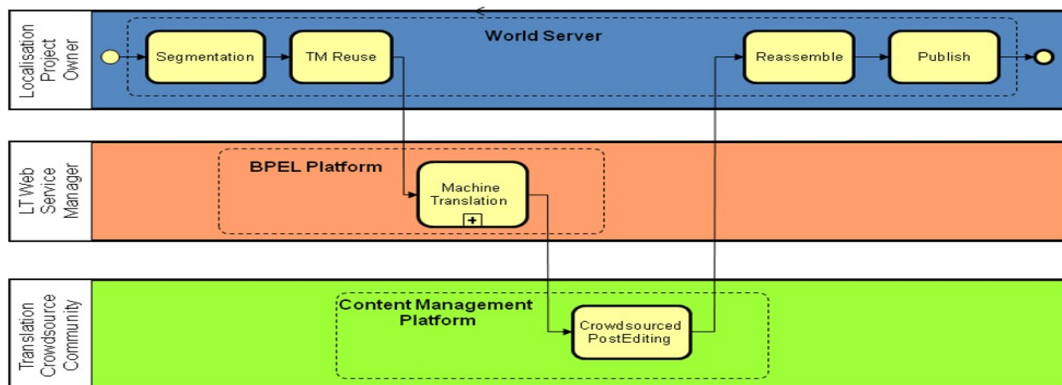 Localisation
Project
Owner
World Server
Segmentation
TM Reuse
Reassemble
Publish
LT Web
Service
Manager
BPEL Platform
Machine
Translation
Translation
Crowdsource
Community
Content Management
Platform
Crowdsourced
PostEditing